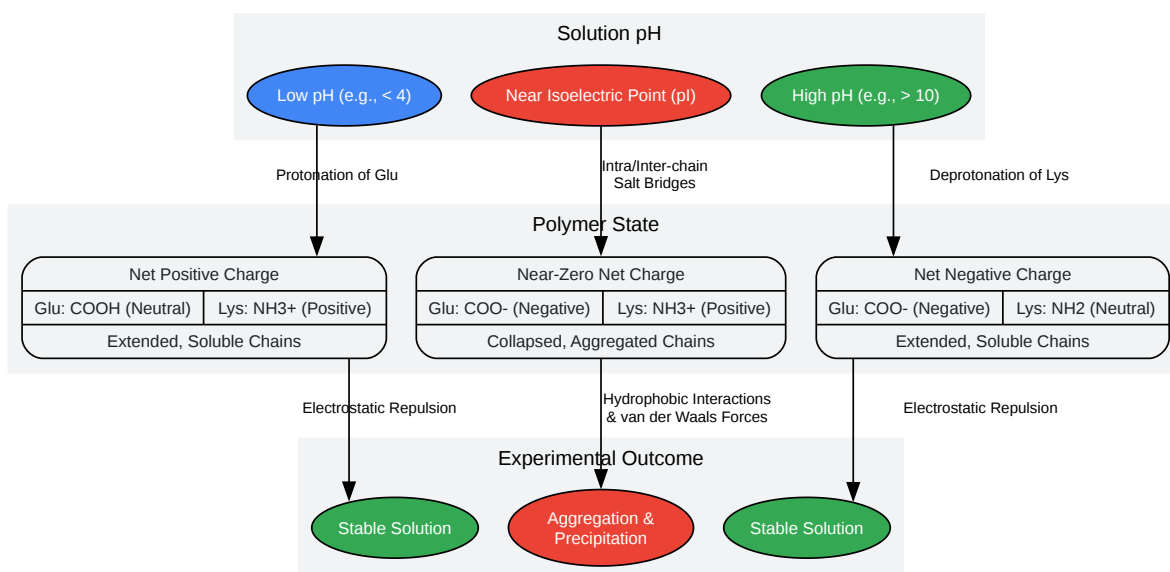 Solution pH
Low pH (e.g., < 4)
Near Isoelectric Point (pI)
High pH (e.g., > 10)
Protonation of Glu
Intra/Inter-chain
Salt Bridges
Deprotonation of Lys
Polymer State
Net Positive Charge
Glu: COOH (Neutral)
Lys: NH3+ (Positive)
Extended, Soluble Chains
Near-Zero Net Charge
Glu: COO- (Negative)
Lys: NH3+ (Positive)
Collapsed, Aggregated Chains
Net Negative Charge
Glu: COO- (Negative)
Lys: NH2 (Neutral)
Extended, Soluble Chains
Electrostatic Repulsion
Hydrophobic Interactions
& van der Waals Forces
Electrostatic Repulsion
Experimental Outcome
Stable Solution
Aggregation &
Precipitation
Stable Solution